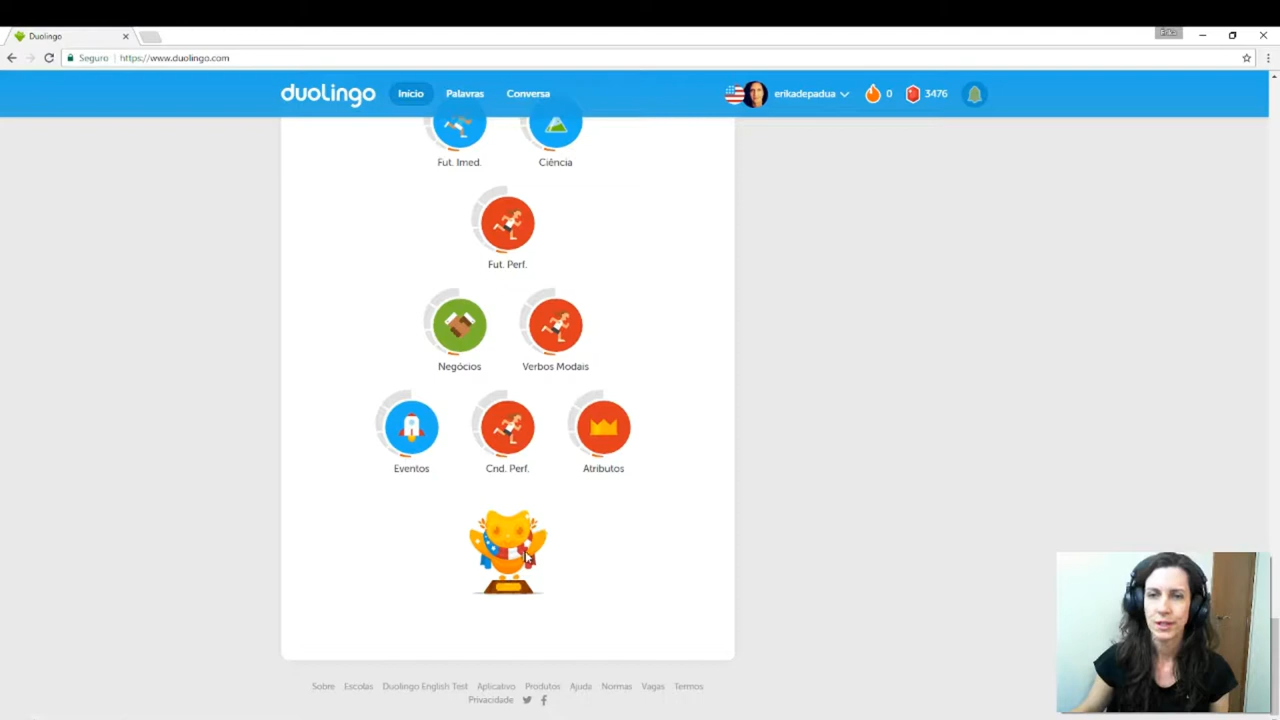 Duolingo
Erika
Seguro https://www.duolingo.com
duolingo Início Palavras Conversa erikadepadua 0 3476
Fut. Imed. Ciência
Fut. Perf.
Negócios Verbos Modais
Eventos Cnd. Perf. Atributos
Sobre Escolas Duolingo English Test Aplicativo Produtos Ajuda Normas Vagas Termos
Privacidade